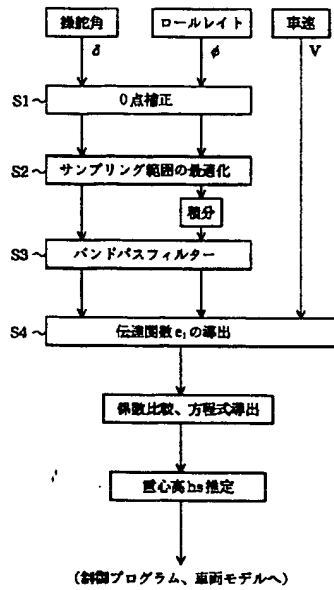 操舵角 ロールレイト 車速
δ φ V
S1 0点補正
S2 サンプリング範囲の最適化
積分
S3 バンドパスフィルター
S4 伝達関数e₁の導出
係数比較、方程式導出
重心高hs推定
(制御プログラム、車両モデルへ)